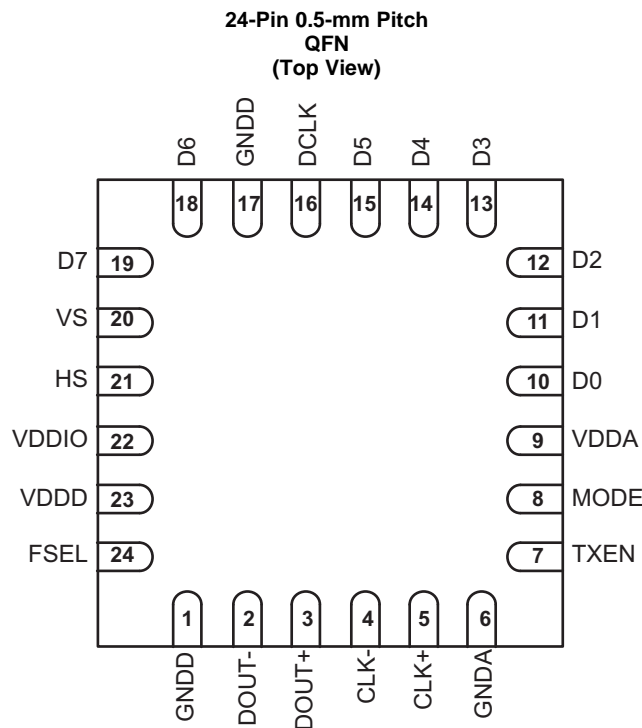 24-Pin 0.5-mm Pitch
QFN
(Top View)
D6 GNDD DCLK D5 D4 D3
18 17 16 15 14 13
D7 19 12 D2
VS 20 11 D1
HS 21 10 D0
VDDIO 22 9 VDDA
VDDD 23 8 MODE
FSEL 24 7 TXEN
1 2 3 4 5 6
GNDD DOUT- DOUT+ CLK- CLK+ GNDA